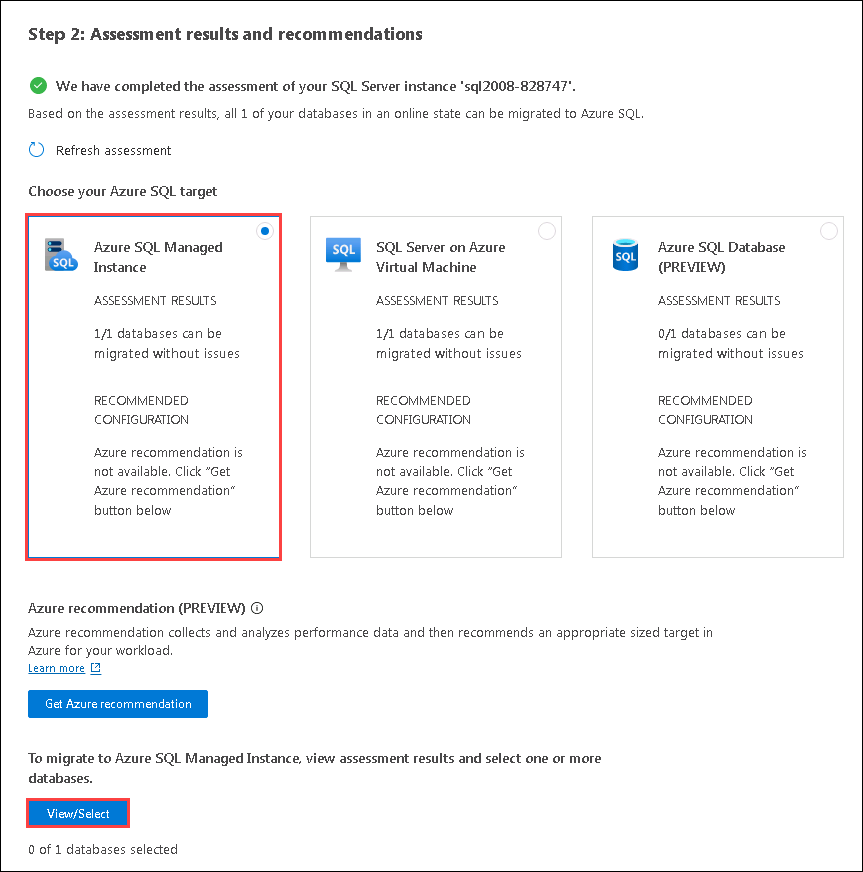 Step 2: Assessment results and recommendations
We have completed the assessment of your SQL Server instance 'sql2008-828747'.
Based on the assessment results, all 1 of your databases in an online state can be migrated to Azure SQL.
Refresh assessment
Choose your Azure SQL target
SQL
Azure SQL Managed
Instance
ASSESSMENT RESULTS
1/1 databases can be
migrated without issues
RECOMMENDED
CONFIGURATION
Azure recommendation is
not available. Click "Get
Azure recommendation"
button below
SQL
SQL Server on Azure
Virtual Machine
ASSESSMENT RESULTS
1/1 databases can be
migrated without issues
RECOMMENDED
CONFIGURATION
Azure recommendation is
not available. Click "Get
Azure recommendation"
button below
SQL
Azure SQL Database
(PREVIEW)
ASSESSMENT RESULTS
0/1 databases can be
migrated without issues
RECOMMENDED
CONFIGURATION
Azure recommendation is
not available. Click "Get
Azure recommendation"
button below
Azure recommendation (PREVIEW)
Azure recommendation collects and analyzes performance data and then recommends an appropriate sized target in
Azure for your workload.
Learn more
Get Azure recommendation
To migrate to Azure SQL Managed Instance, view assessment results and select one or more
databases.
View/Select
0 of 1 databases selected